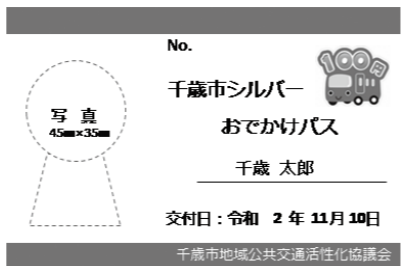 No.
100円
千歳市シルバー
おでかけパス
写 真
45㎜×35㎜
千歳 太郎
交付日：令和 2 年 11月 10日
千歳市地域公共交通活性化協議会